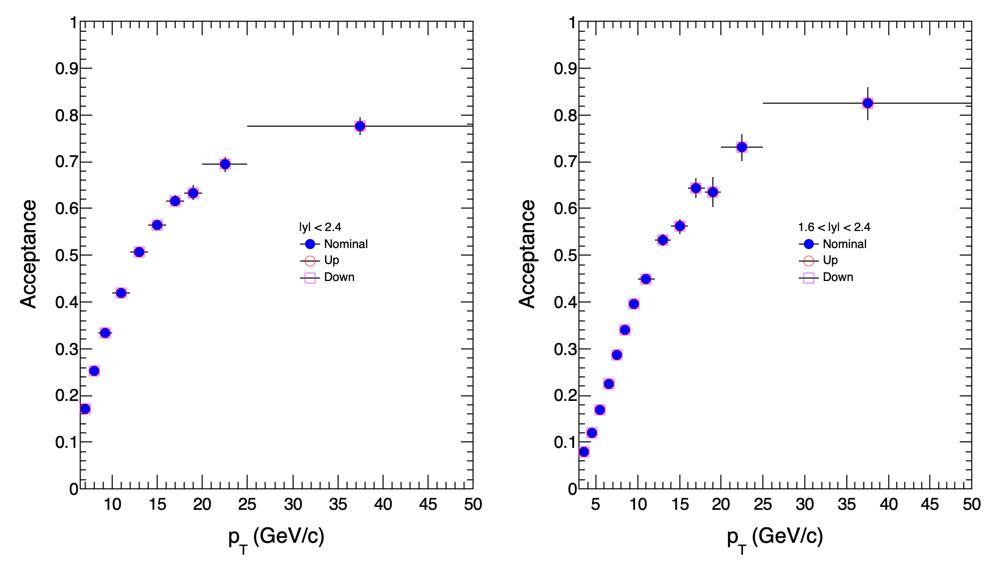 1
0.9
0.8
0.7
0.6
0.5
0.4
0.3
0.2
0.1
0
Acceptance
|y| < 2.4
Nominal
Up
Down
10 15 20 25 30 35 40 45 50
p_T (GeV/c)
1
0.9
0.8
0.7
0.6
0.5
0.4
0.3
0.2
0.1
0
Acceptance
1.6 < |y| < 2.4
Nominal
Up
Down
5 10 15 20 25 30 35 40 45 50
p_T (GeV/c)